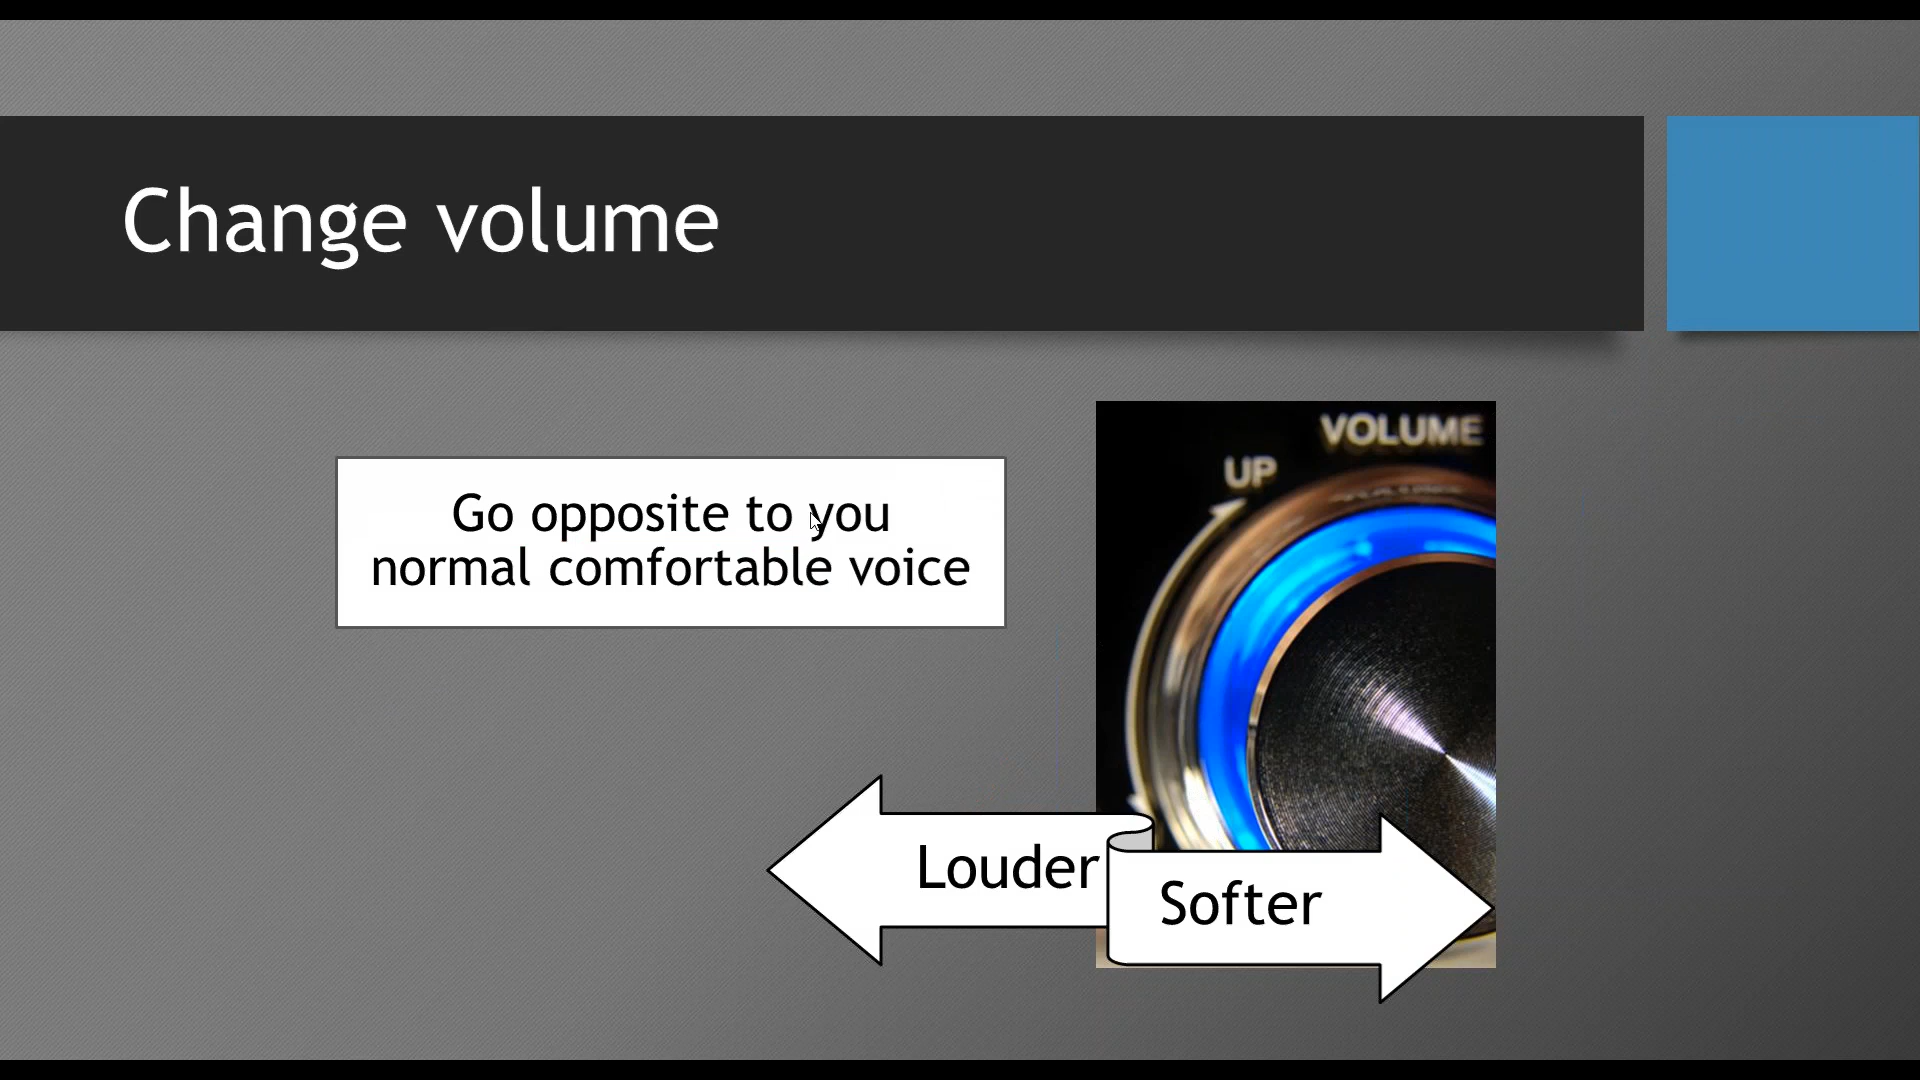 Change volume
Go opposite to you
normal comfortable voice
VOLUME
UP
Louder
Softer